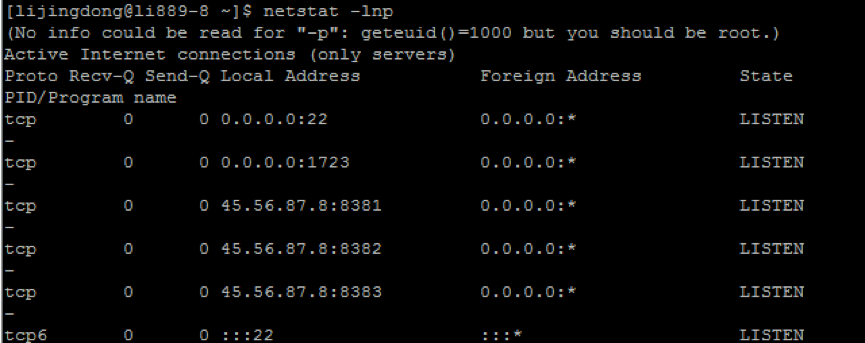 [lijingdong@li889-8 ~]$ netstat -lnp
(No info could be read for "-p": geteuid()=1000 but you should be root.)
Active Internet connections (only servers)
Proto Recv-Q Send-Q Local Address           Foreign Address         State
PID/Program name
tcp        0      0 0.0.0.0:22              0.0.0.0:*               LISTEN
-
tcp        0      0 0.0.0.0:1723            0.0.0.0:*               LISTEN
-
tcp        0      0 45.56.87.8:8381         0.0.0.0:*               LISTEN
-
tcp        0      0 45.56.87.8:8382         0.0.0.0:*               LISTEN
-
tcp        0      0 45.56.87.8:8383         0.0.0.0:*               LISTEN
-
tcp6       0      0 :::22                   :::*                    LISTEN